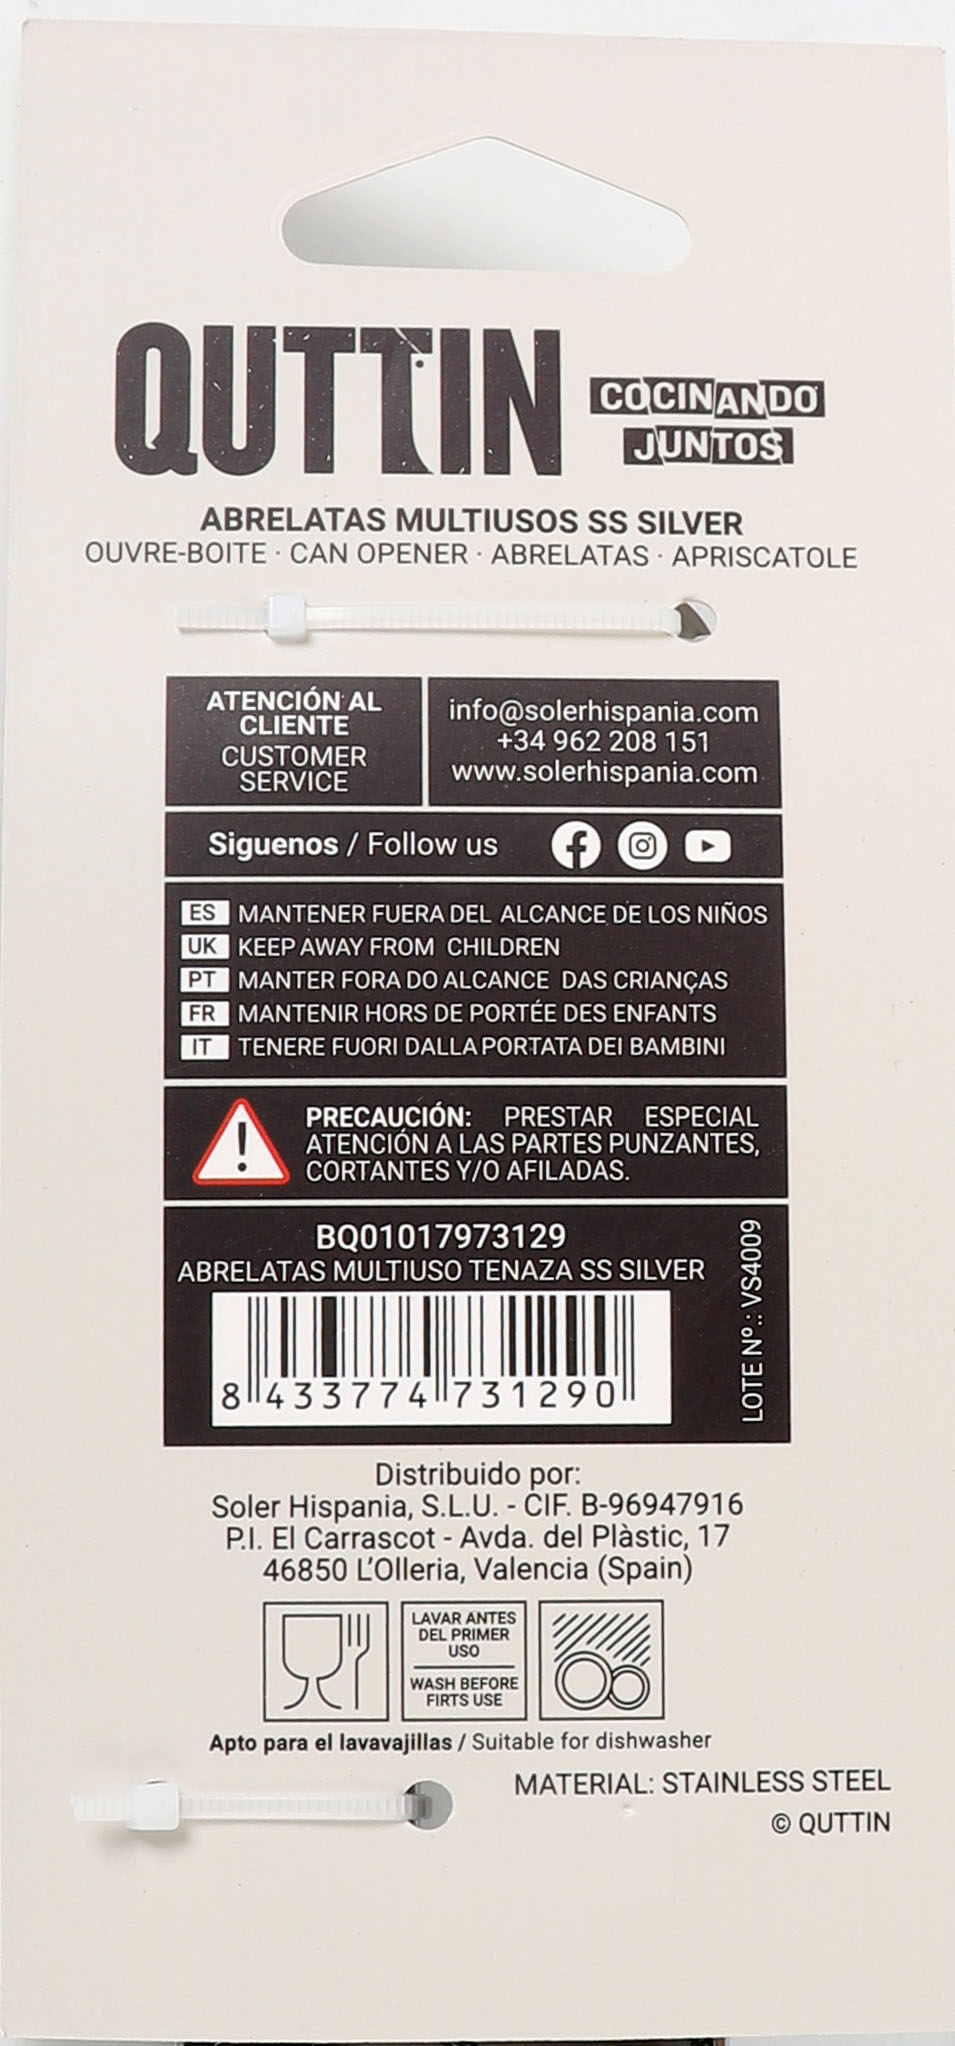 QUTTIN
COCINANDO
JUNTOS
ABRELATAS MULTIUSOS SS SILVER
OUVRE-BOITE · CAN OPENER · ABRELATAS · APRISCATOLE
ATENCIÓN AL
CLIENTE
CUSTOMER
SERVICE
info@solerhispania.com
+34 962 208 151
www.solerhispania.com
Siguenos / Follow us
ES MANTENER FUERA DEL ALCANCE DE LOS NIÑOS
UK KEEP AWAY FROM CHILDREN
PT MANTER FORA DO ALCANCE DAS CRIANÇAS
FR MANTENIR HORS DE PORTÉE DES ENFANTS
IT TENERE FUORI DALLA PORTATA DEI BAMBINI
PRECAUCIÓN: PRESTAR ESPECIAL
ATENCIÓN A LAS PARTES PUNZANTES,
CORTANTES Y/O AFILADAS.
BQ01017973129
ABRELATAS MULTIUSO TENAZA SS SILVER
8 433774 731290
LOTE Nº.: VS4009
Distribuido por:
Soler Hispania, S.L.U. - CIF. B-96947916
P.I. El Carrascot - Avda. del Plàstic, 17
46850 L'Olleria, Valencia (Spain)
LAVAR ANTES
DEL PRIMER
USO
WASH BEFORE
FIRTS USE
Apto para el lavavajillas / Suitable for dishwasher
MATERIAL: STAINLESS STEEL
© QUTTIN